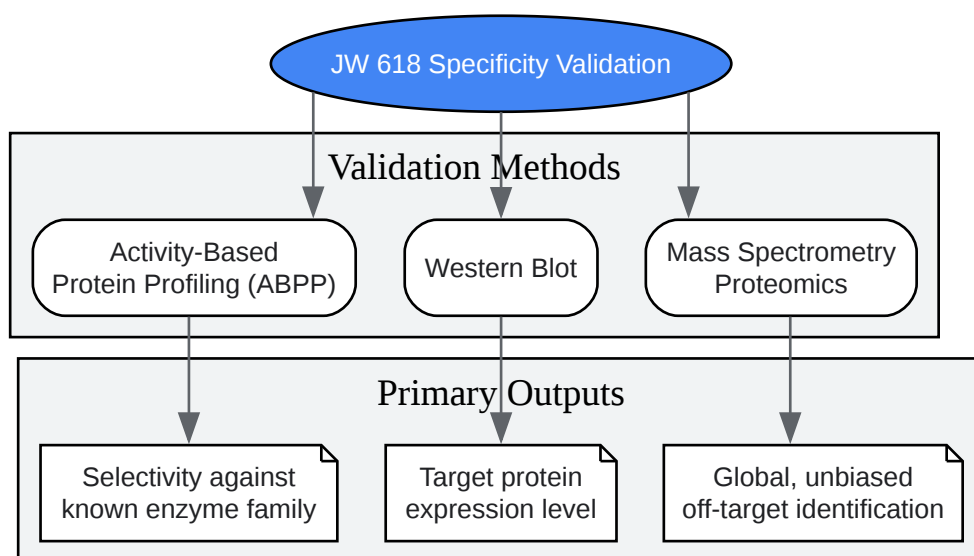 JW 618 Specificity Validation
Validation Methods
Activity-Based
Protein Profiling (ABPP)
Western Blot
Mass Spectrometry
Proteomics
Primary Outputs
Selectivity against
known enzyme family
Target protein
expression level
Global, unbiased
off-target identification